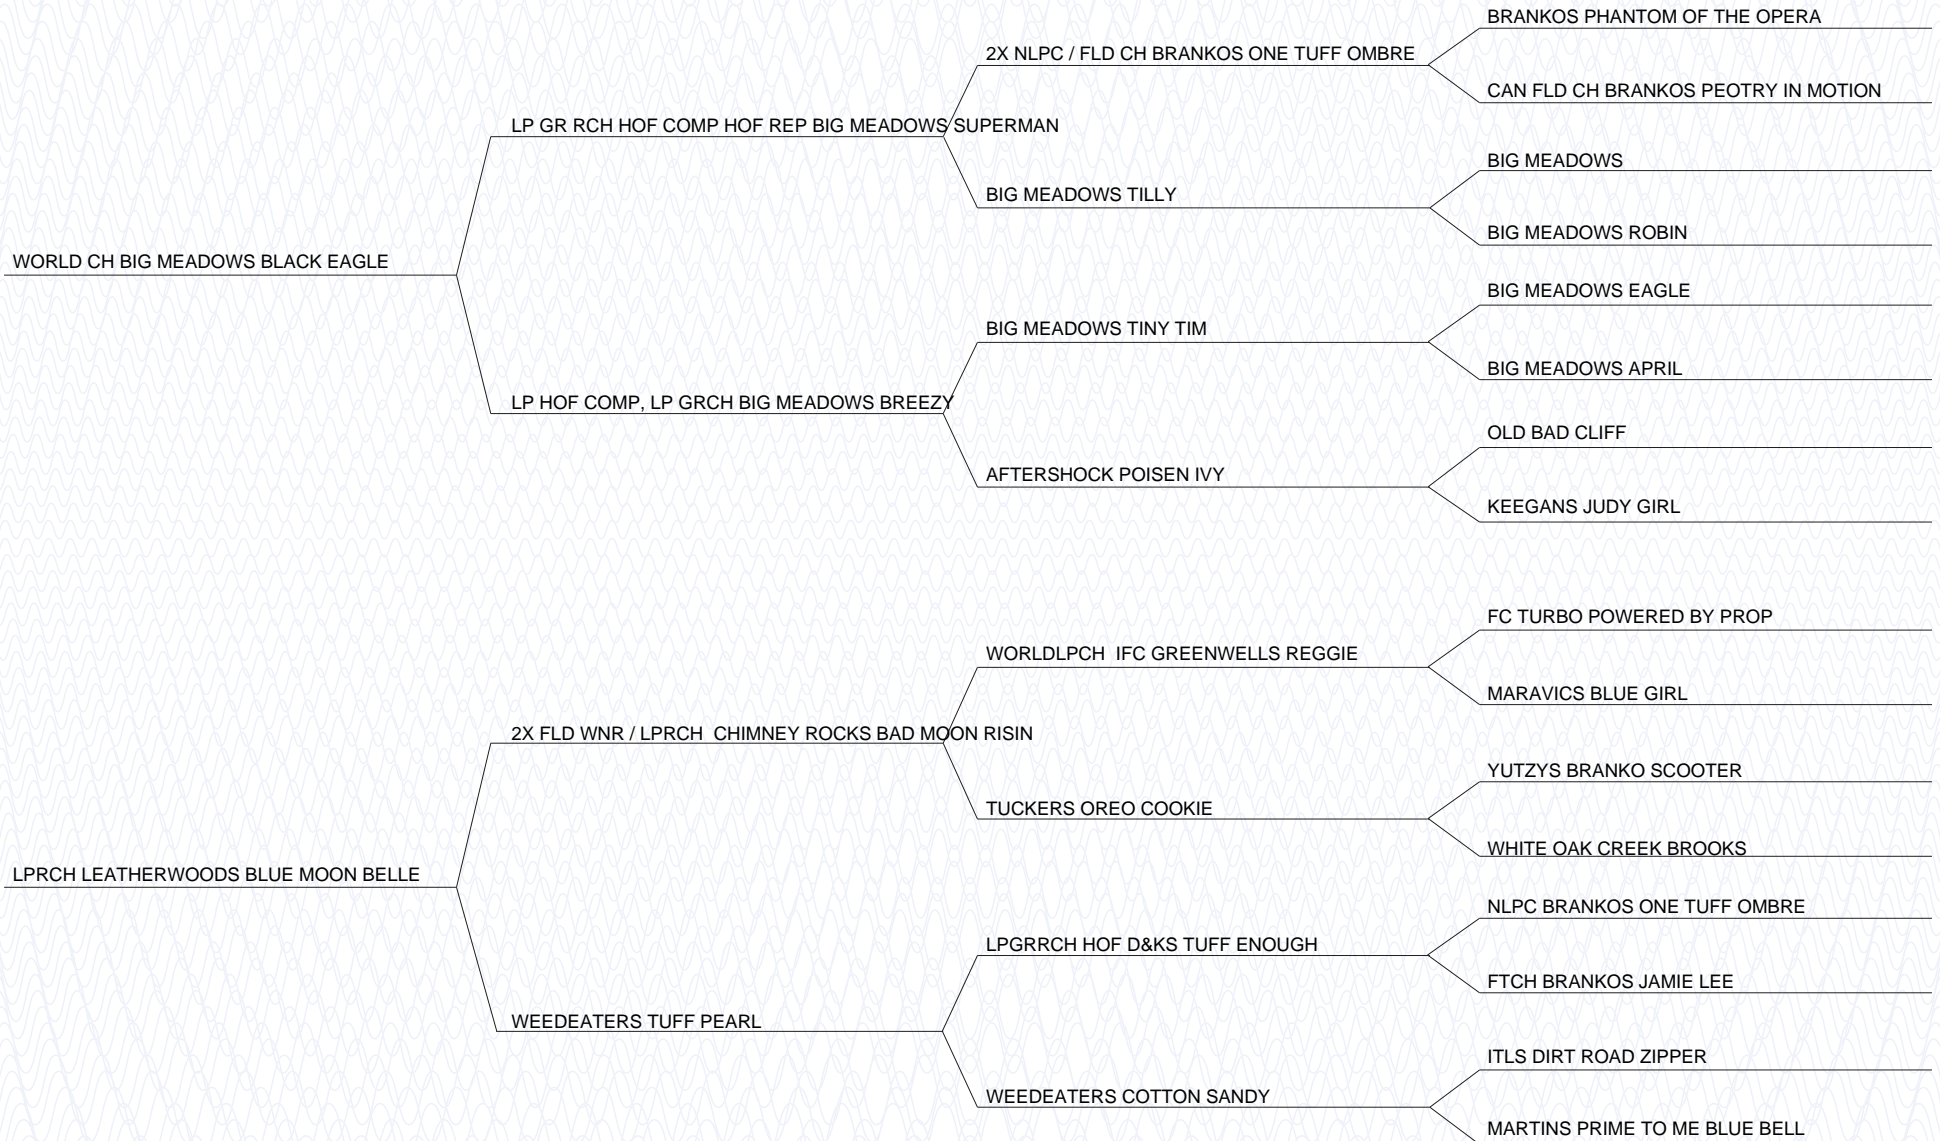 BRANKOS PHANTOM OF THE OPERA
2X NLPC / FLD CH BRANKOS ONE TUFF OMBRE
CAN FLD CH BRANKOS PEOTRY IN MOTION
LP GR RCH HOF COMP HOF REP BIG MEADOWS SUPERMAN
BIG MEADOWS
BIG MEADOWS TILLY
BIG MEADOWS ROBIN
WORLD CH BIG MEADOWS BLACK EAGLE
BIG MEADOWS EAGLE
BIG MEADOWS TINY TIM
BIG MEADOWS APRIL
LP HOF COMP, LP GRCH BIG MEADOWS BREEZY
OLD BAD CLIFF
AFTERSHOCK POISEN IVY
KEEGANS JUDY GIRL
FC TURBO POWERED BY PROP
WORLDLPCH  IFC GREENWELLS REGGIE
MARAVICS BLUE GIRL
2X FLD WNR / LPRCH  CHIMNEY ROCKS BAD MOON RISIN
YUTZYS BRANKO SCOOTER
TUCKERS OREO COOKIE
WHITE OAK CREEK BROOKS
LPRCH LEATHERWOODS BLUE MOON BELLE
NLPC BRANKOS ONE TUFF OMBRE
LPGRRCH HOF D&KS TUFF ENOUGH
FTCH BRANKOS JAMIE LEE
WEEDEATERS TUFF PEARL
ITLS DIRT ROAD ZIPPER
WEEDEATERS COTTON SANDY
MARTINS PRIME TO ME BLUE BELL